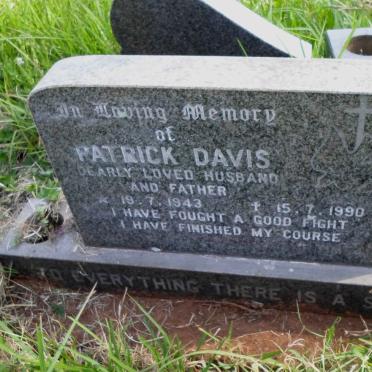 In Loving Memory
of
PATRICK DAVIS
DEARLY LOVED HUSBAND
AND FATHER
* 19.7.1943 ✝ 15.7.1990
I HAVE FOUGHT A GOOD FIGHT
I HAVE FINISHED MY COURSE
TO EVERYTHING THERE IS A S